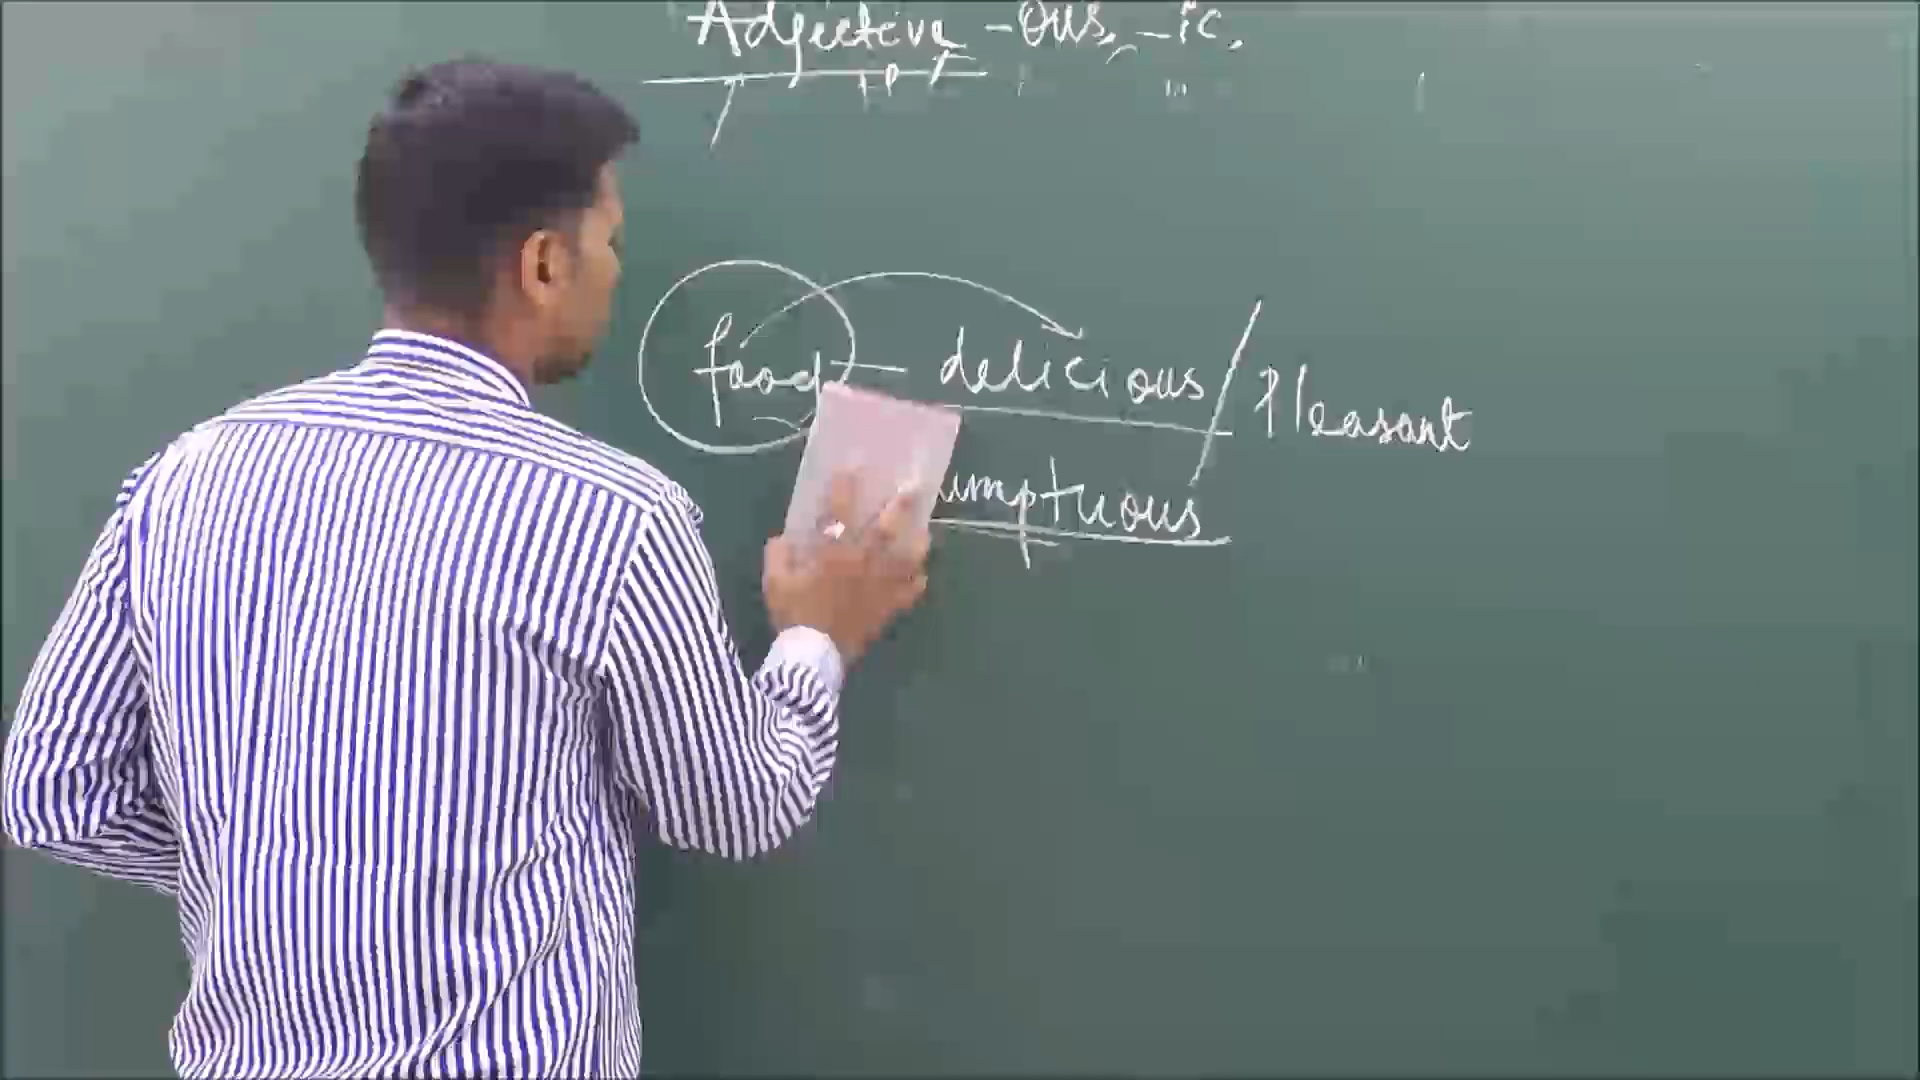 Adjective -ous, -ic,
food — delicious / Pleasant
umptuous